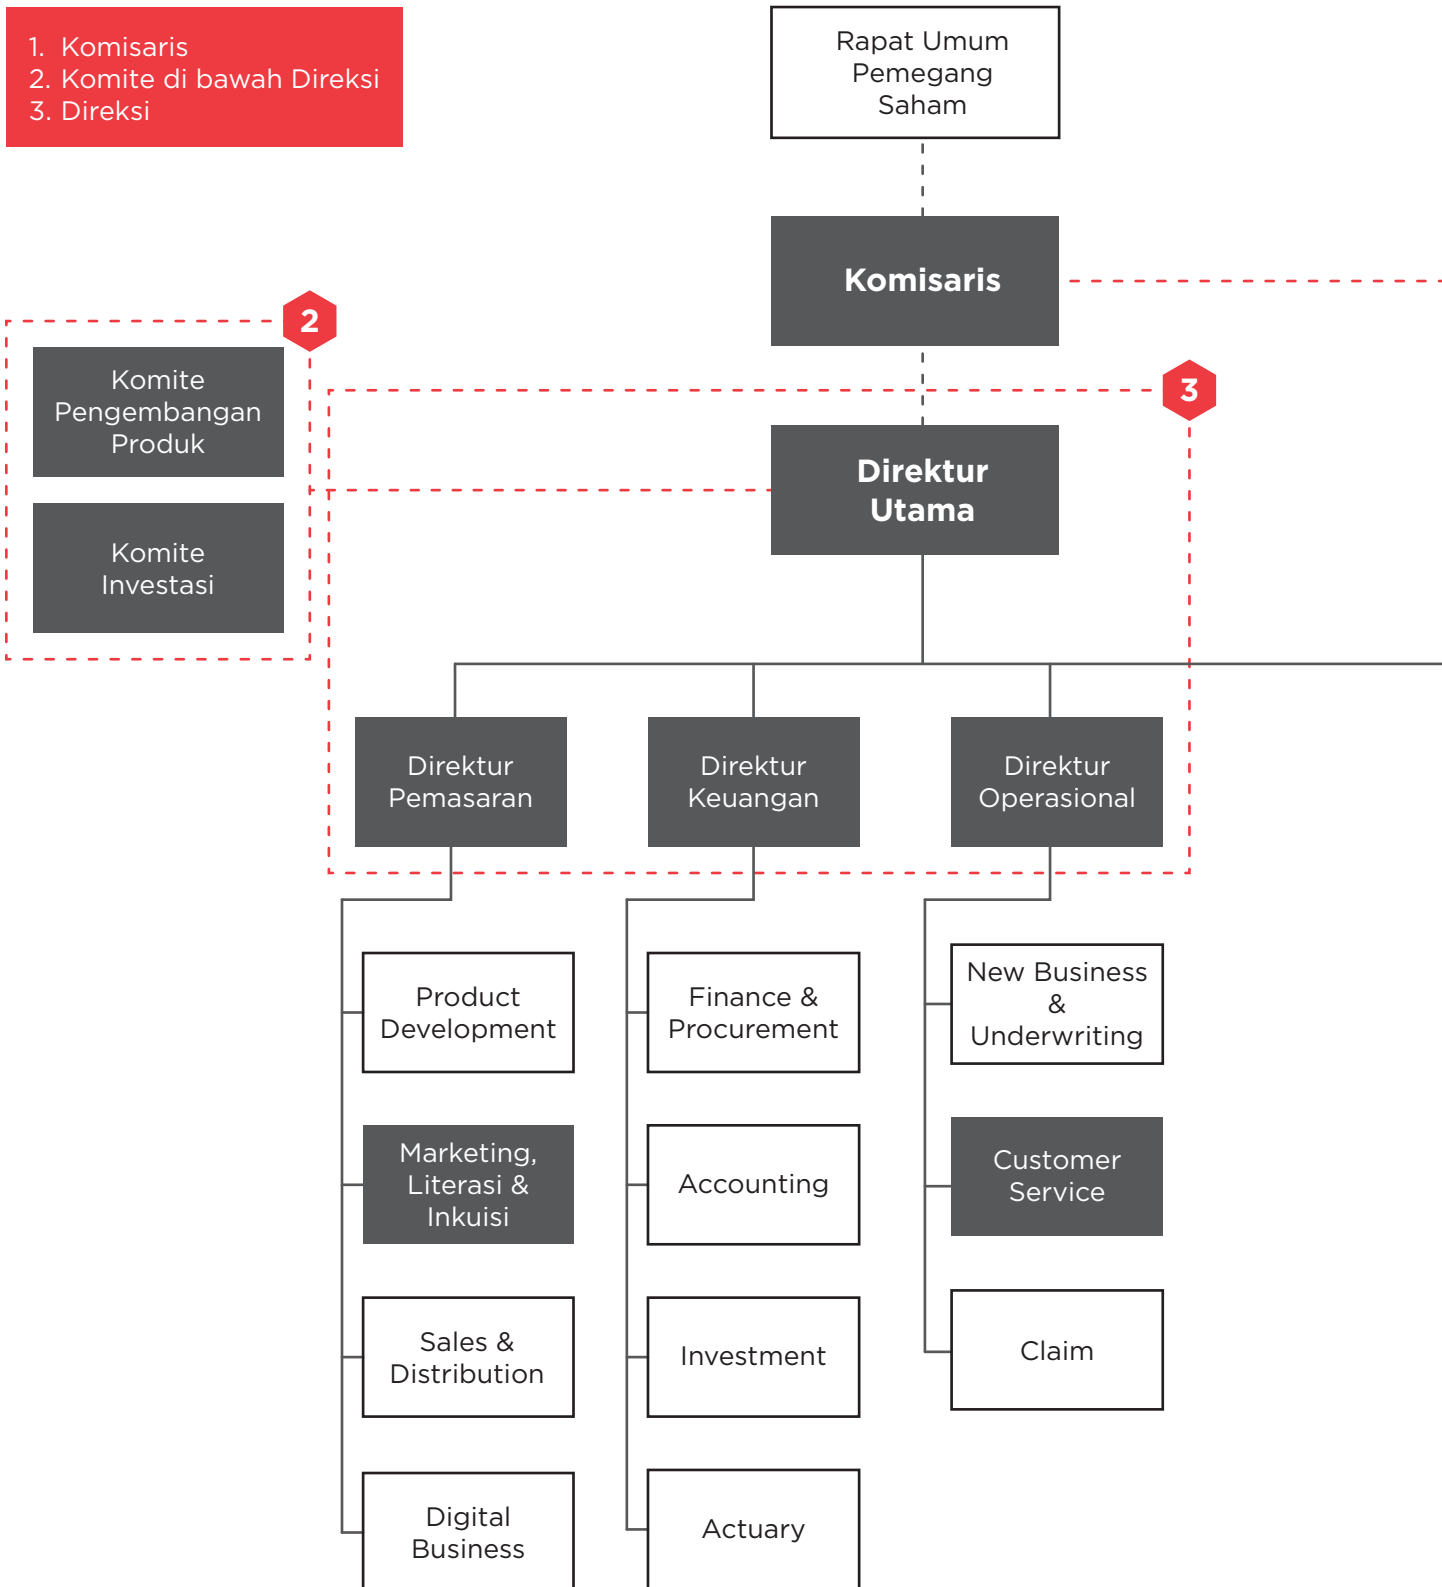 1. Komisaris
2. Komite di bawah Direksi
3. Direksi
Rapat Umum
Pemegang
Saham
Komisaris
2
Komite
Pengembangan
Produk
Komite
Investasi
3
Direktur
Utama
Direktur
Pemasaran
Direktur
Keuangan
Direktur
Operasional
Product
Development
Marketing,
Literasi &
Inkuisi
Sales &
Distribution
Digital
Business
Finance &
Procurement
Accounting
Investment
Actuary
New Business
&
Underwriting
Customer
Service
Claim